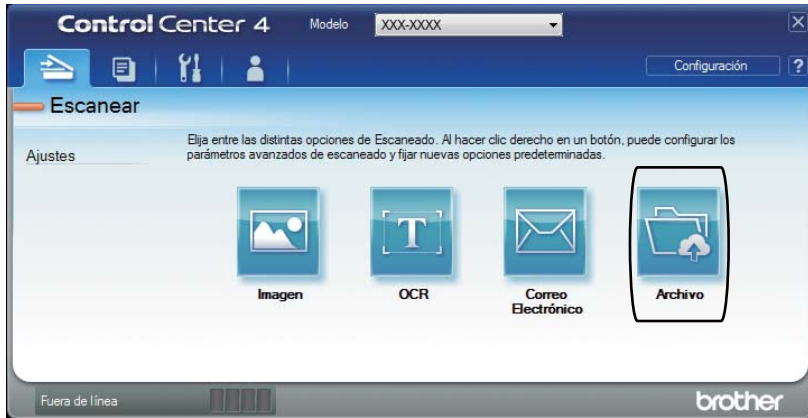 Control Center 4
Modelo
XXX-XXXX
X
Configuración
?
Escanear
Ajustes
Elija entre las distintas opciones de Escaneado. Al hacer clic derecho en un botón, puede configurar los
parámetros avanzados de escaneado y fijar nuevas opciones predeterminadas.
T
Imagen
OCR
Correo
Electrónico
Archivo
Fuera de línea
brother